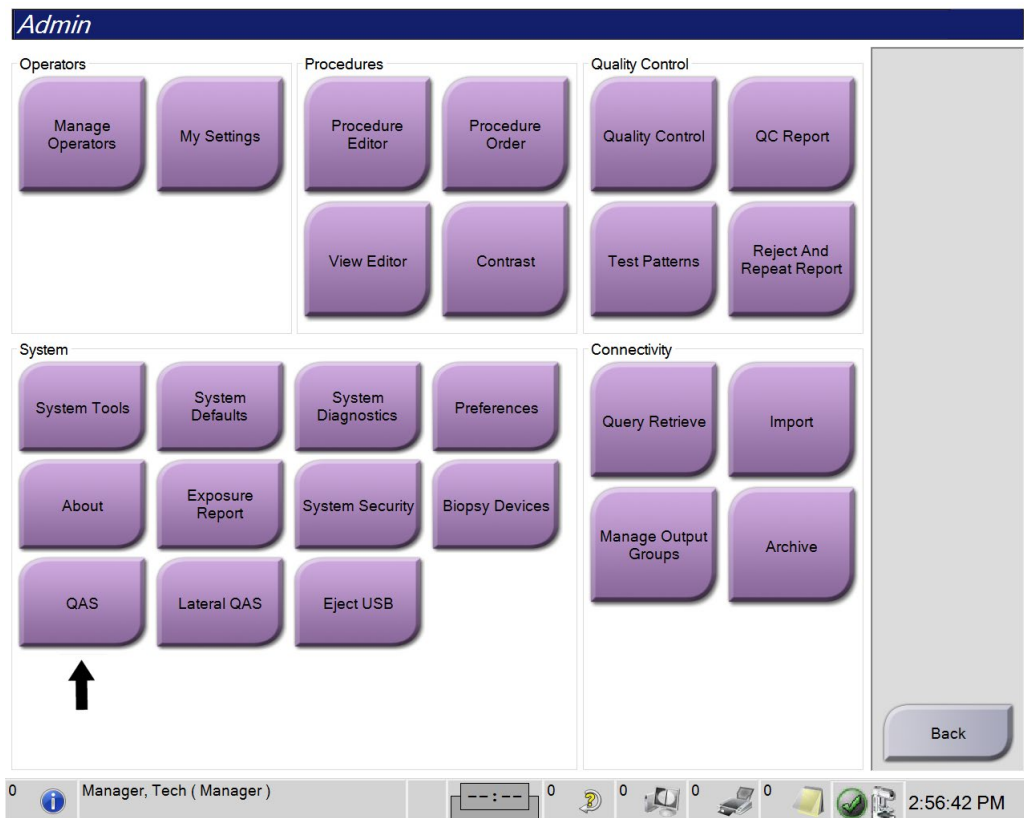 Admin
Operators
Manage
Operators
My Settings
Procedures
Procedure
Editor
Procedure
Order
View Editor
Contrast
Quality Control
Quality Control
QC Report
Test Patterns
Reject And
Repeat Report
System
System Tools
System
Defaults
System
Diagnostics
Preferences
About
Exposure
Report
System Security
Biopsy Devices
QAS
Lateral QAS
Eject USB
Connectivity
Query Retrieve
Import
Manage Output
Groups
Archive
Back
0
Manager, Tech ( Manager )
--:--
0
0
0
0
2:56:42 PM